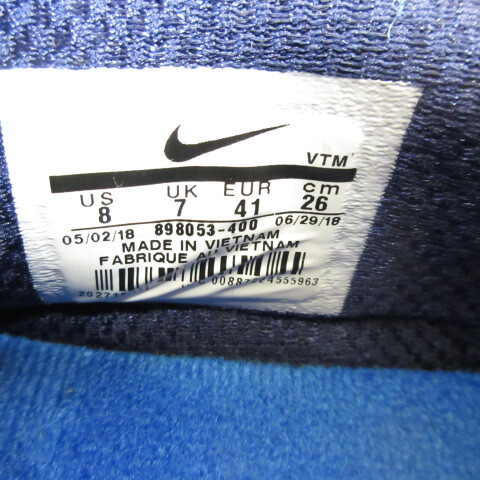 VTM
US UK EUR cm
8 7 41 26
05/02/18 898053-400 06/29/18
MADE IN VIETNAM
FABRIQUE AU VIETNAM